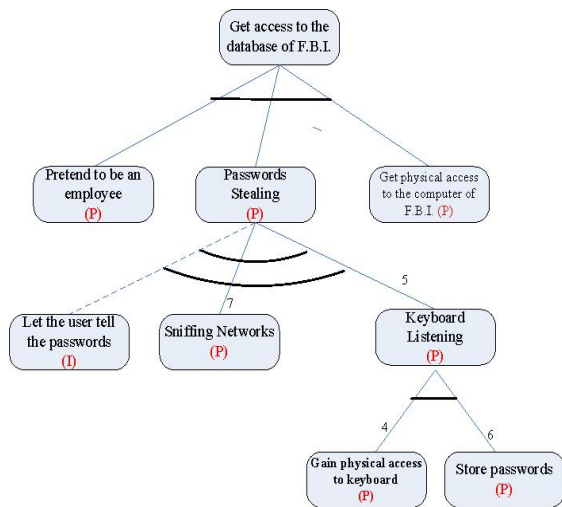 Get access to the
database of F.B.I.
Pretend to be an
employee
(P)
Passwords
Stealing
(P)
Get physical access
to the computer of
F.B.I. (P)
7
5
Let the user tell
the passwords
(I)
Sniffing Networks
(P)
Keyboard
Listening
(P)
4
6
Gain physical access
to keyboard
(P)
Store passwords
(P)